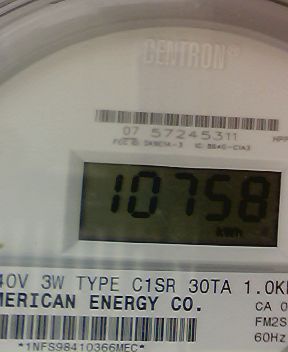 CENTRON®
07 57245311
10758
kWh
40V 3W TYPE C1SR 30TA 1.0K
MERICAN ENERGY CO.
CA 0
FM2S
60Hz
*1NFS98410366MEC*